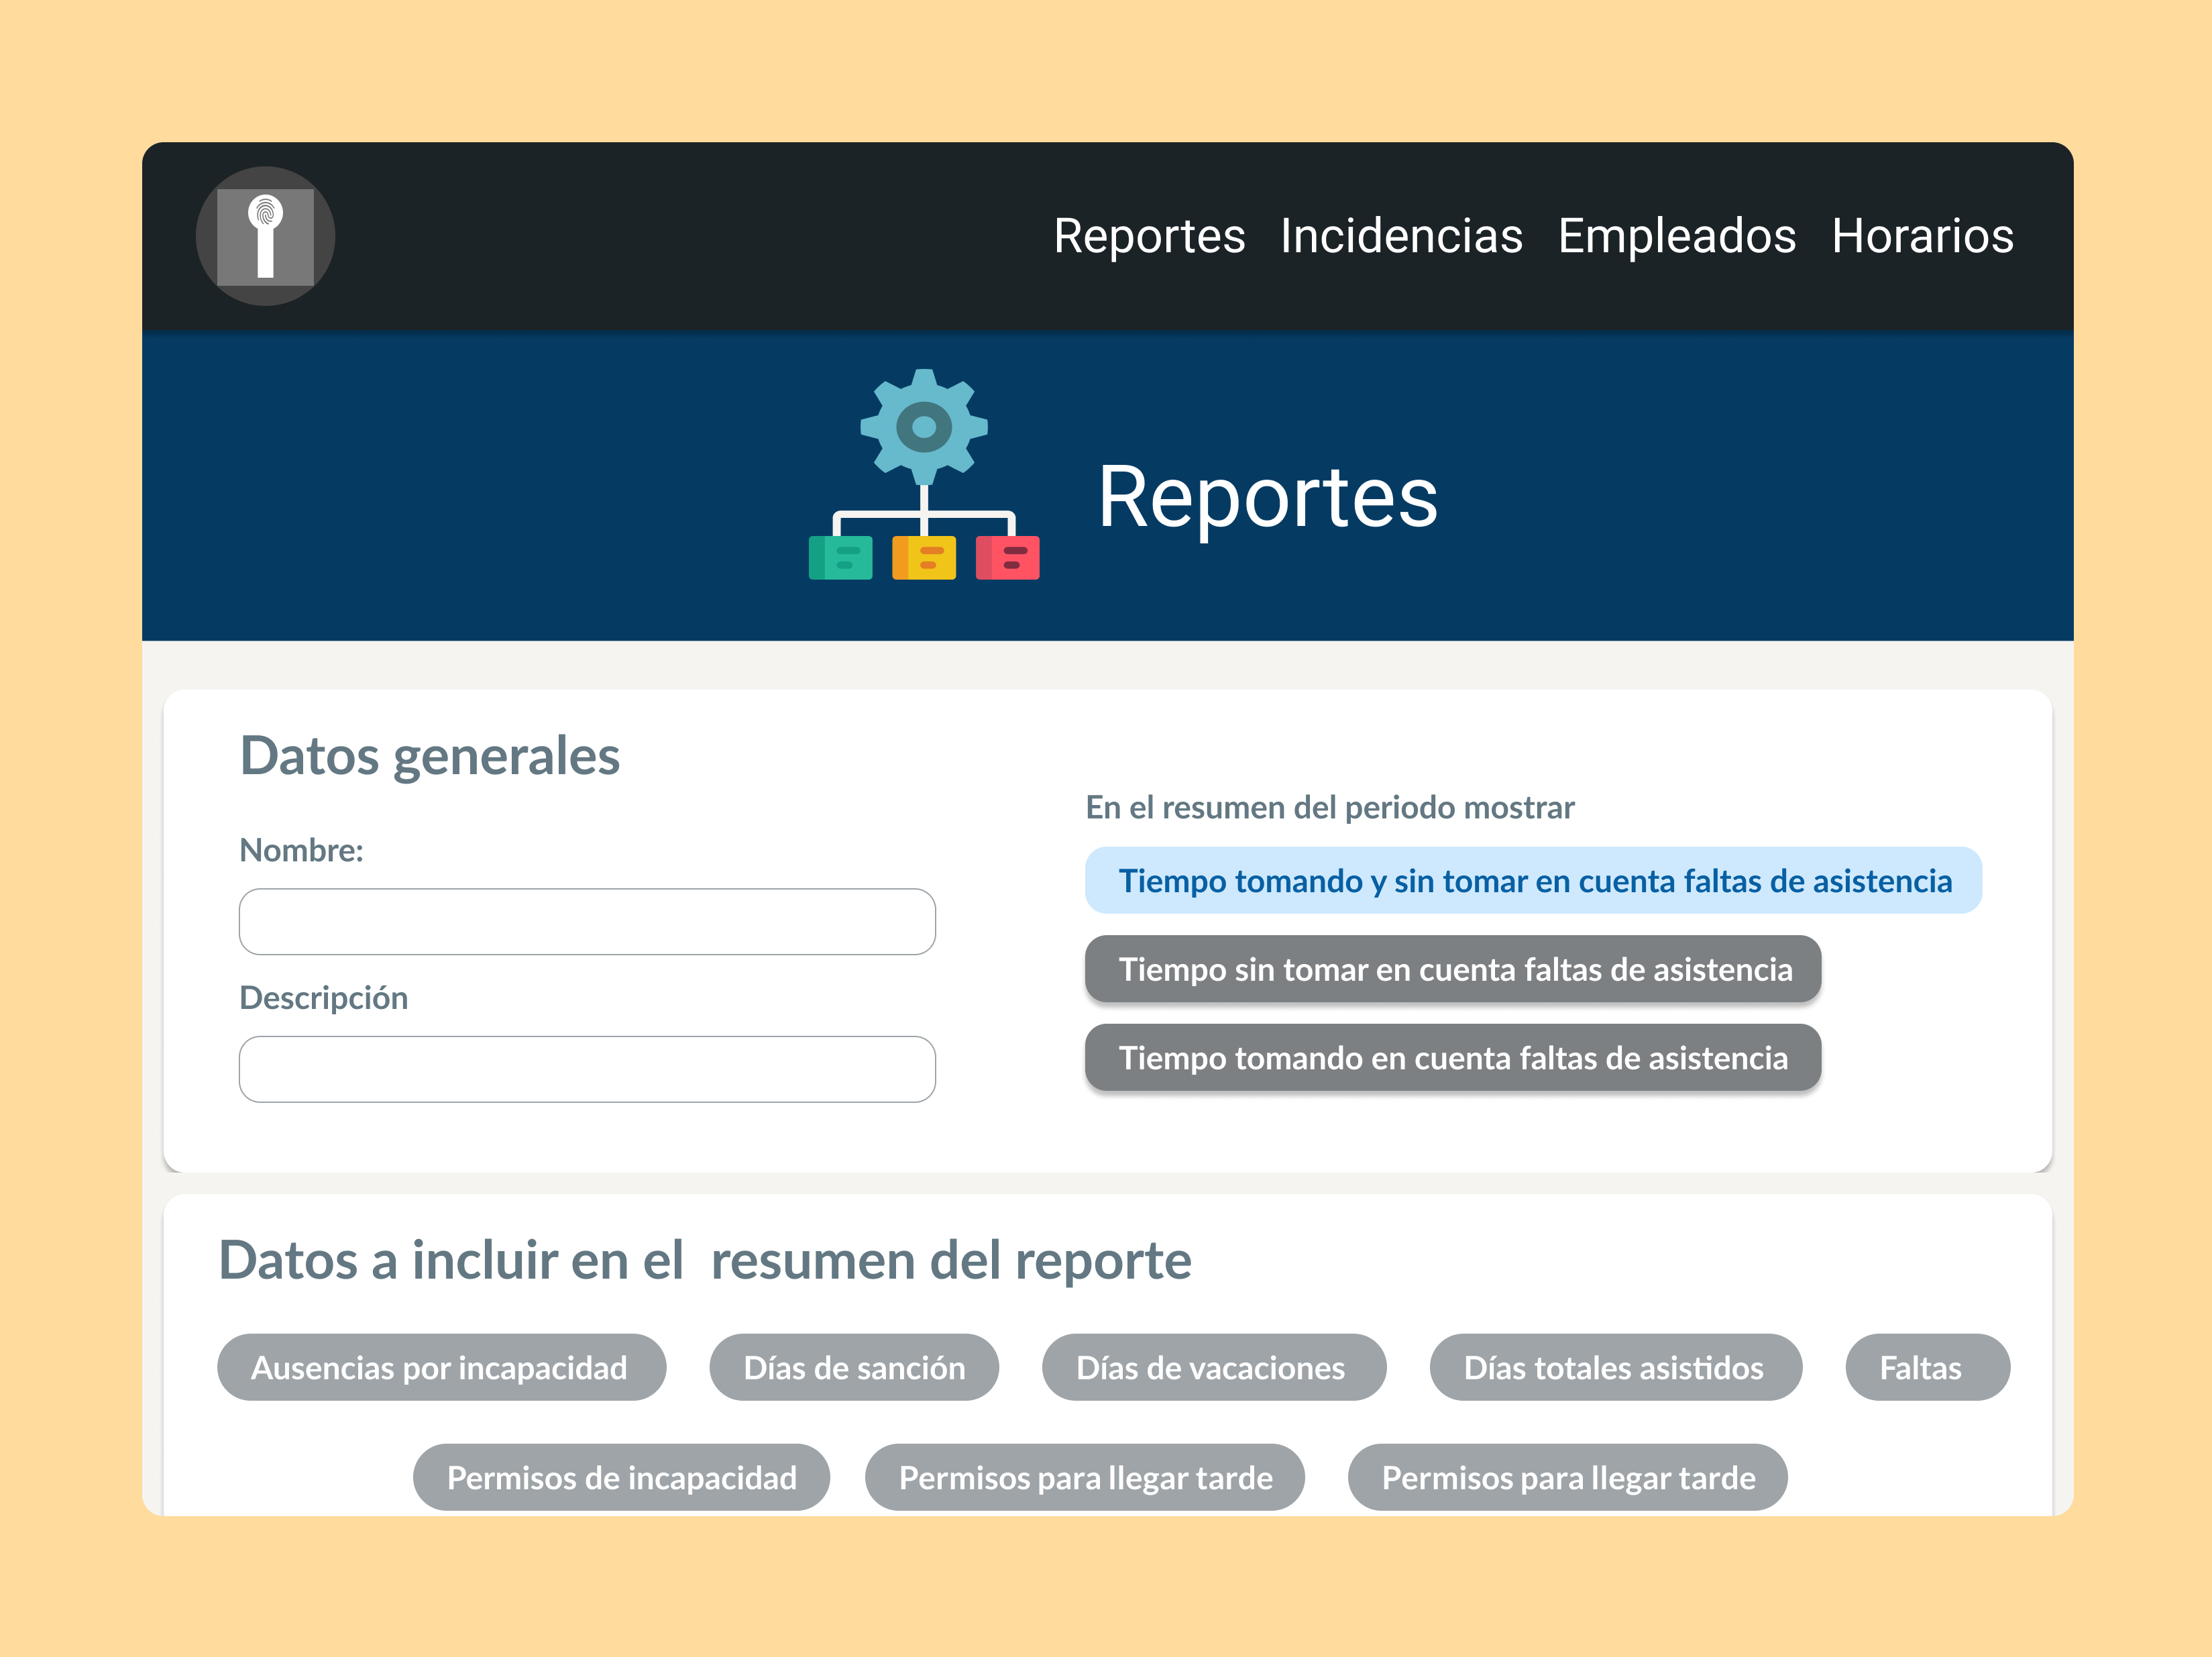 Reportes Incidencias Empleados Horarios
Reportes
Datos generales
Nombre:
Descripción
En el resumen del periodo mostrar
Tiempo tomando y sin tomar en cuenta faltas de asistencia
Tiempo sin tomar en cuenta faltas de asistencia
Tiempo tomando en cuenta faltas de asistencia
Datos a incluir en el resumen del reporte
Ausencias por incapacidad
Días de sanción
Días de vacaciones
Días totales asistidos
Faltas
Permisos de incapacidad
Permisos para llegar tarde
Permisos para llegar tarde